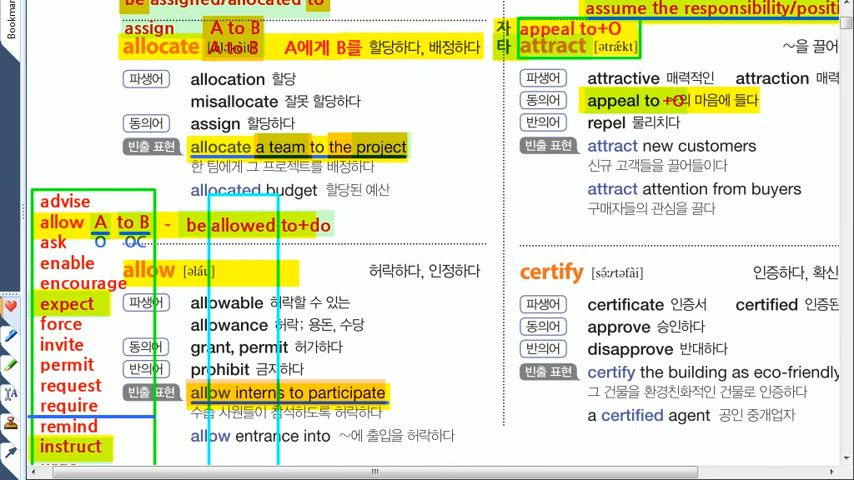 be assigned/allocated to
assign A to B
allocate A to B A에게 B를 할당하다, 배정하다
파생어 allocation 할당
misallocate 잘못 할당하다
동의어 assign 할당하다
빈출 표현 allocate a team to the project
한 팀에게 그 프로젝트를 배정하다
allocated budget 할당된 예산
advise
allow A to B - be allowed to+do
ask O OC
enable
encourage
expect
force
invite
permit
request
require
remind
instruct
allow [əláu] 허락하다, 인정하다
파생어 allowable 허락할 수 있는
allowance 허락; 용돈, 수당
동의어 grant, permit 허가하다
반의어 prohibit 금지하다
빈출 표현 allow interns to participate
수습 사원들이 참석하도록 허락하다
allow entrance into ~에 출입을 허락하다
assume the responsibility/positi
자 appeal to+O
타 attract [ətrǽkt] ~을 끌어
파생어 attractive 매력적인 attraction 매력
동의어 appeal to +O ~의 마음에 들다
반의어 repel 물리치다
빈출 표현 attract new customers
신규 고객들을 끌어들이다
attract attention from buyers
구매자들의 관심을 끌다
certify [sə́ːrtəfài] 인증하다, 확신
파생어 certificate 인증서 certified 인증된
동의어 approve 승인하다
반의어 disapprove 반대하다
빈출 표현 certify the building as eco-friendly
그 건물을 환경친화적인 건물로 인증하다
a certified agent 공인 중개업자